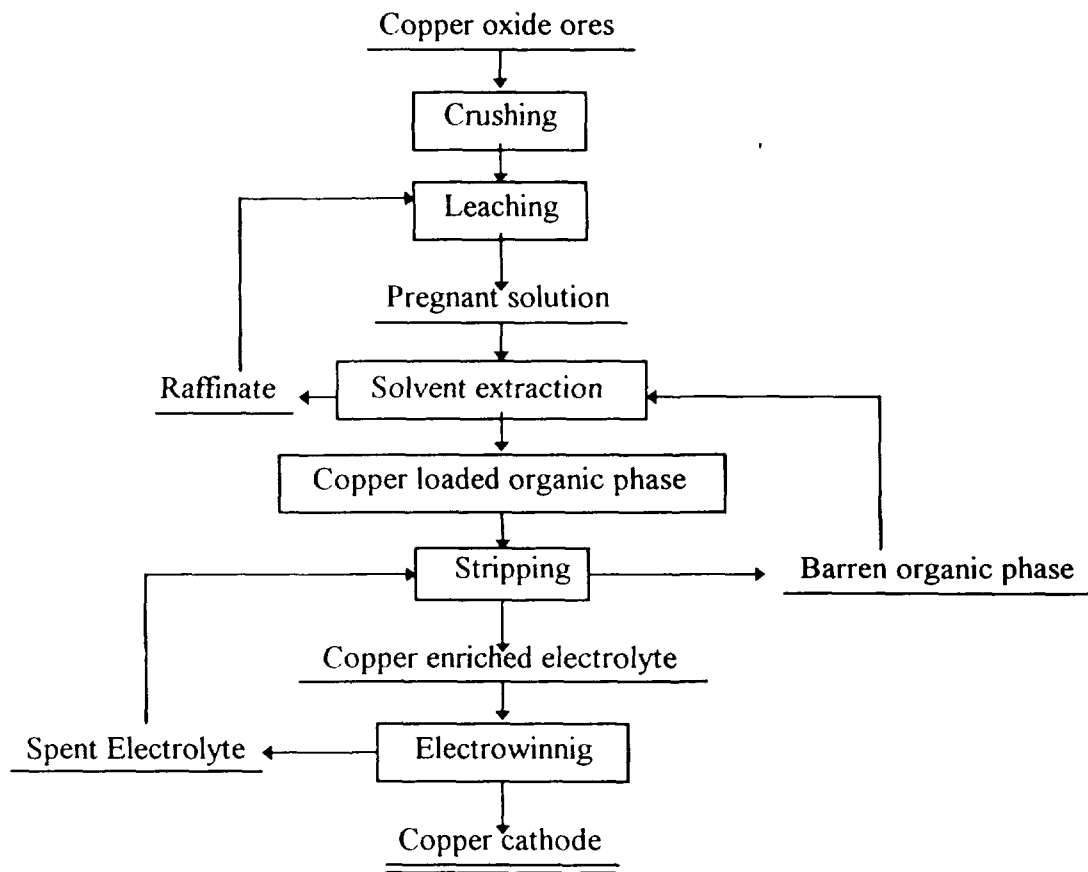 Copper oxide ores
Crushing
Leaching
Pregnant solution
Raffinate
Solvent extraction
Copper loaded organic phase
Stripping
Barren organic phase
Copper enriched electrolyte
Spent Electrolyte
Electrowinnig
Copper cathode